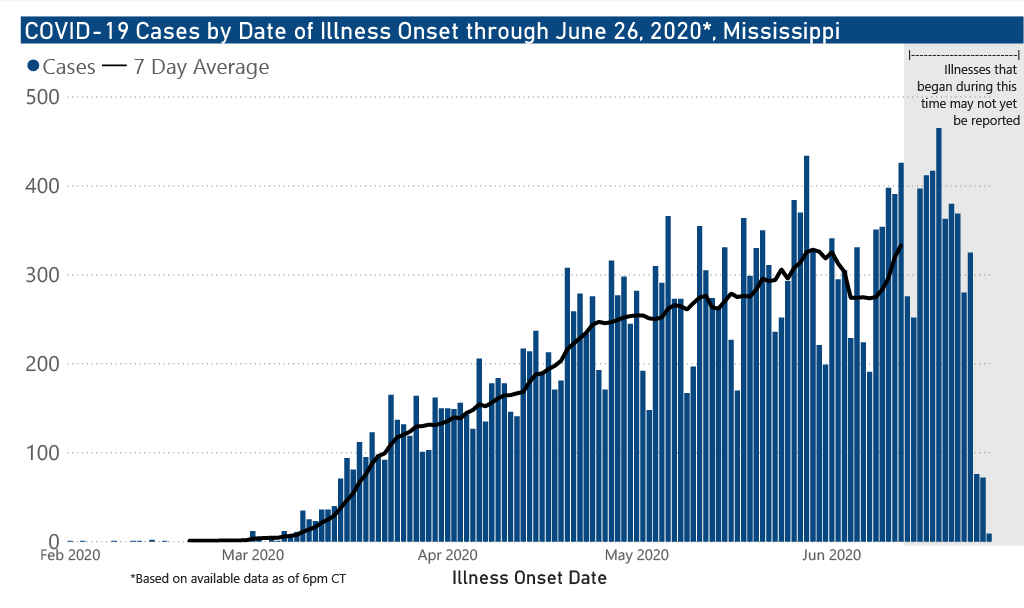 COVID-19 Cases by Date of Illness Onset through June 26, 2020*, Mississippi
Cases 7 Day Average
|--------------------------|
Illnesses that
began during this
time may not yet
be reported
500
400
300
200
100
0
Feb 2020 Mar 2020 Apr 2020 May 2020 Jun 2020
*Based on available data as of 6pm CT
Illness Onset Date